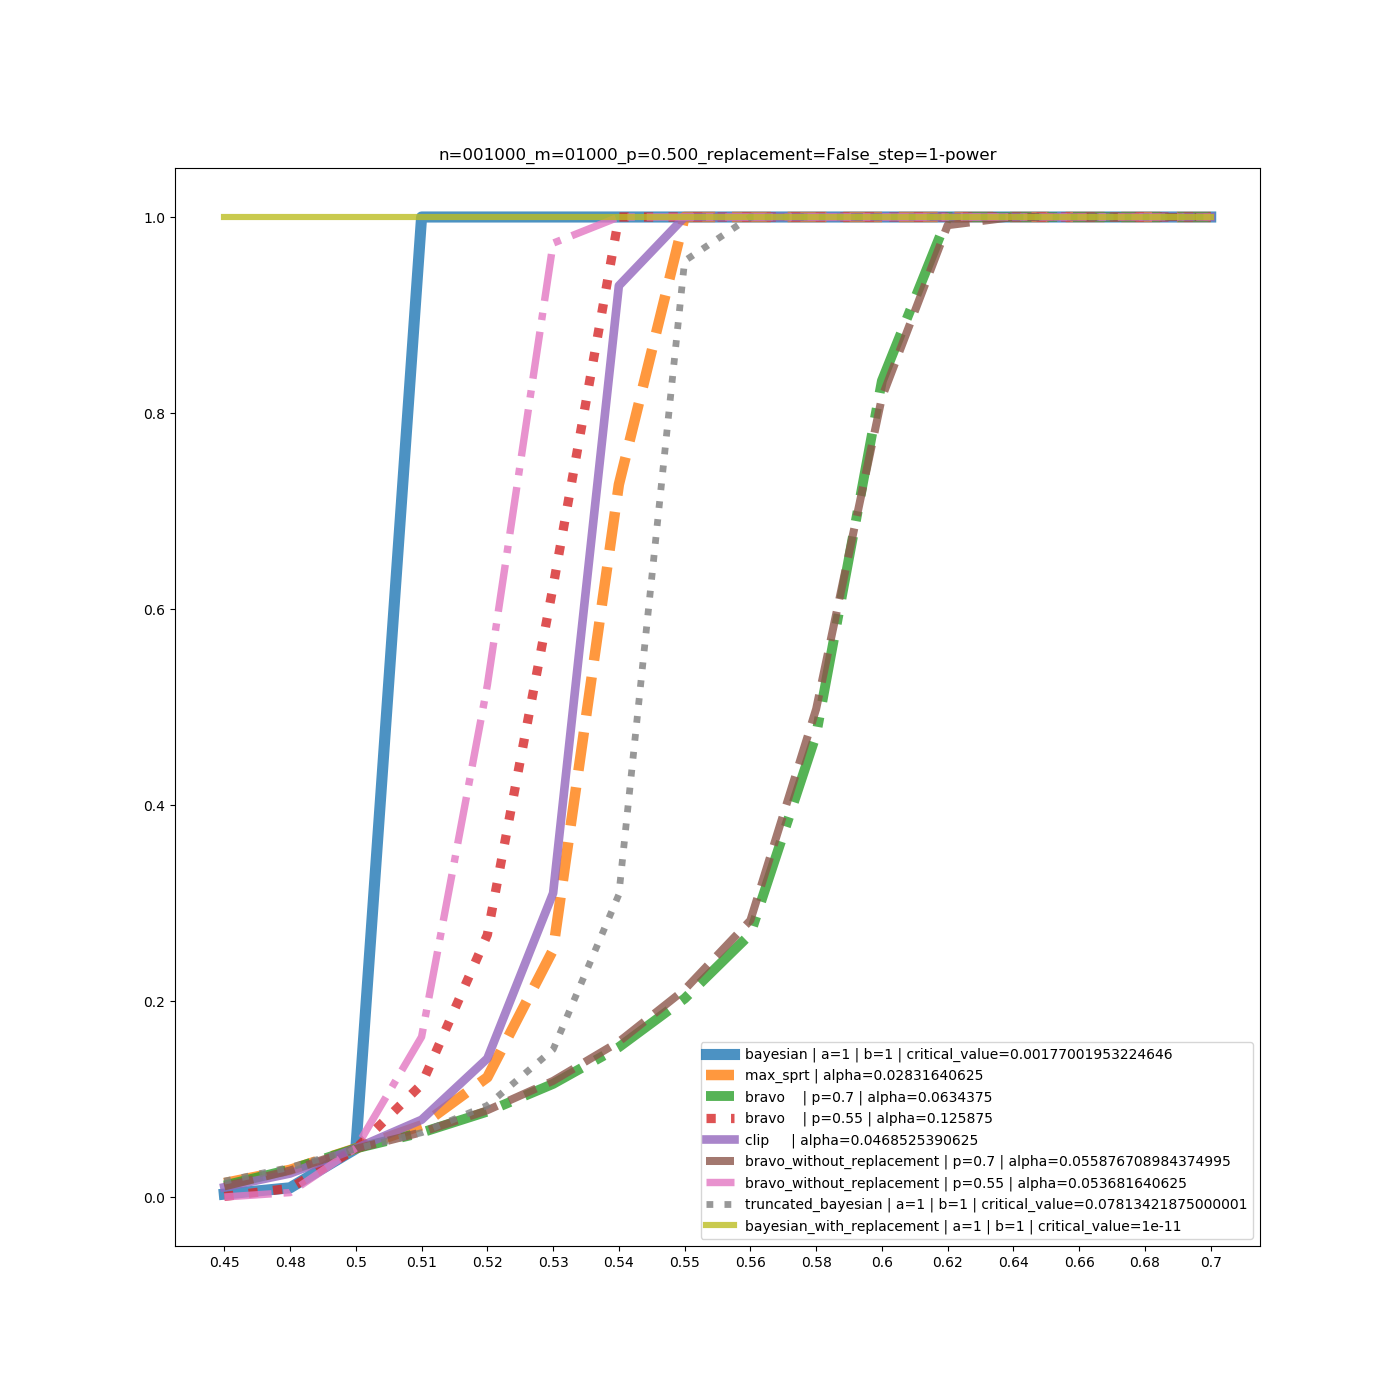 n=001000_m=01000_p=0.500_replacement=False_step=1-power
1.0
0.8
0.6
0.4
0.2
0.0
bayesian | a=1 | b=1 | critical_value=0.00177001953224646
max_sprt | alpha=0.02831640625
bravo    | p=0.7 | alpha=0.0634375
bravo    | p=0.55 | alpha=0.125875
clip     | alpha=0.0468525390625
bravo_without_replacement | p=0.7 | alpha=0.055876708984374995
bravo_without_replacement | p=0.55 | alpha=0.053681640625
truncated_bayesian | a=1 | b=1 | critical_value=0.07813421875000001
bayesian_with_replacement | a=1 | b=1 | critical_value=1e-11
0.45 0.48 0.5 0.51 0.52 0.53 0.54 0.55 0.56 0.58 0.6 0.62 0.64 0.66 0.68 0.7